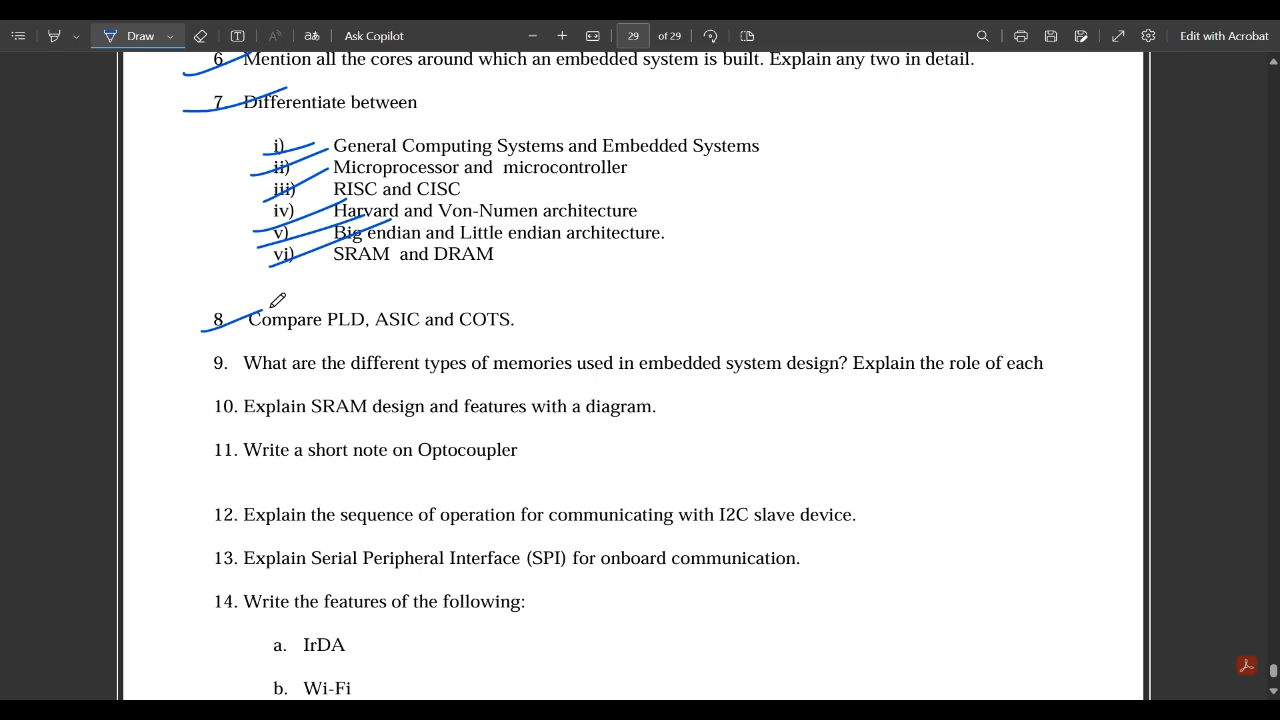 Draw
Ask Copilot
29 of 29
Edit with Acrobat
6. Mention all the cores around which an embedded system is built. Explain any two in detail.
7. Differentiate between
i) General Computing Systems and Embedded Systems
ii) Microprocessor and microcontroller
iii) RISC and CISC
iv) Harvard and Von-Numen architecture
v) Big endian and Little endian architecture.
vi) SRAM and DRAM
8 Compare PLD, ASIC and COTS.
9. What are the different types of memories used in embedded system design? Explain the role of each
10. Explain SRAM design and features with a diagram.
11. Write a short note on Optocoupler
12. Explain the sequence of operation for communicating with I2C slave device.
13. Explain Serial Peripheral Interface (SPI) for onboard communication.
14. Write the features of the following:
a. IrDA
b. Wi-Fi